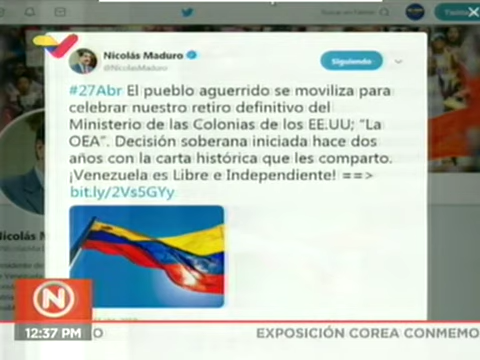 Nicolás Maduro
@NicolasMaduro
Siguiendo
#27Abr El pueblo aguerrido se moviliza para
celebrar nuestro retiro definitivo del
Ministerio de las Colonias de los EE.UU; “La
OEA”. Decisión soberana iniciada hace dos
años con la carta histórica que les comparto.
¡Venezuela es Libre e Independiente! ==>
bit.ly/2Vs5GYy
Nicolás M
N
12:37 PM
O
EXPOSICIÓN COREA CONMEMO